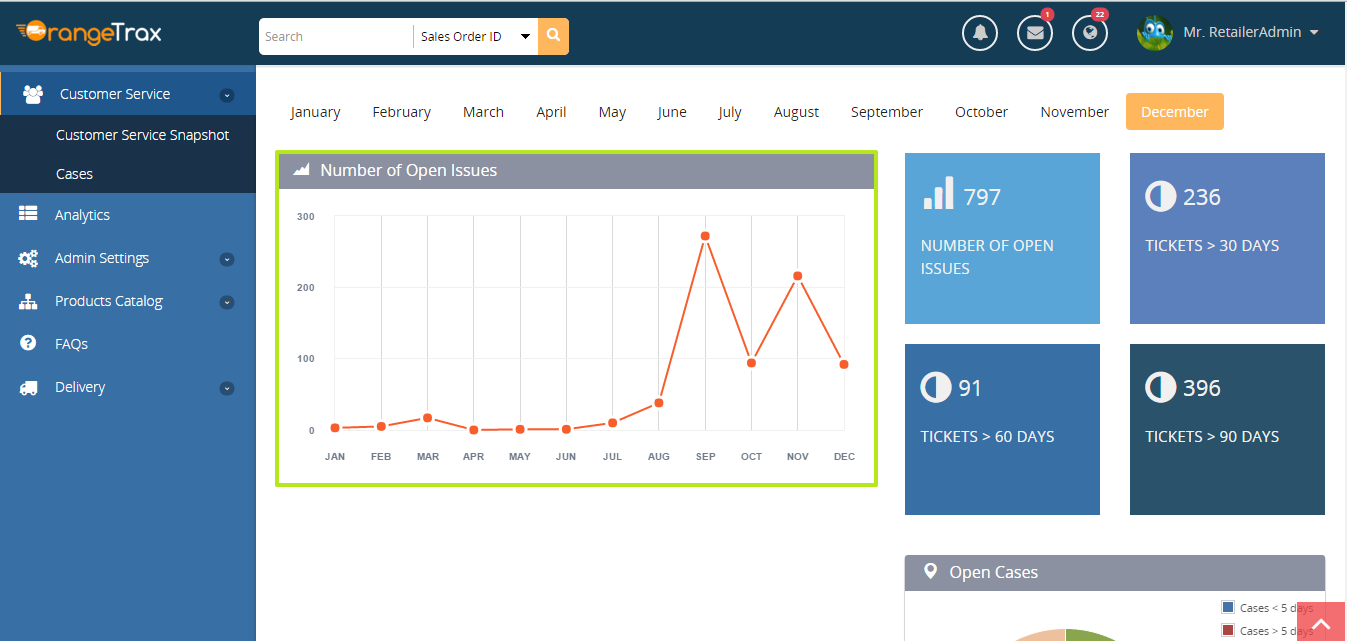 OrangeTrax
Search
Sales Order ID
1
22
Mr. RetailerAdmin
Customer Service
Customer Service Snapshot
Cases
Analytics
Admin Settings
Products Catalog
FAQs
Delivery
January February March April May June July August September October November December
Number of Open Issues
300
200
100
0
JAN FEB MAR APR MAY JUN JUL AUG SEP OCT NOV DEC
797
NUMBER OF OPEN
ISSUES
236
TICKETS > 30 DAYS
91
TICKETS > 60 DAYS
396
TICKETS > 90 DAYS
Open Cases
Cases < 5 days
Cases > 5 days